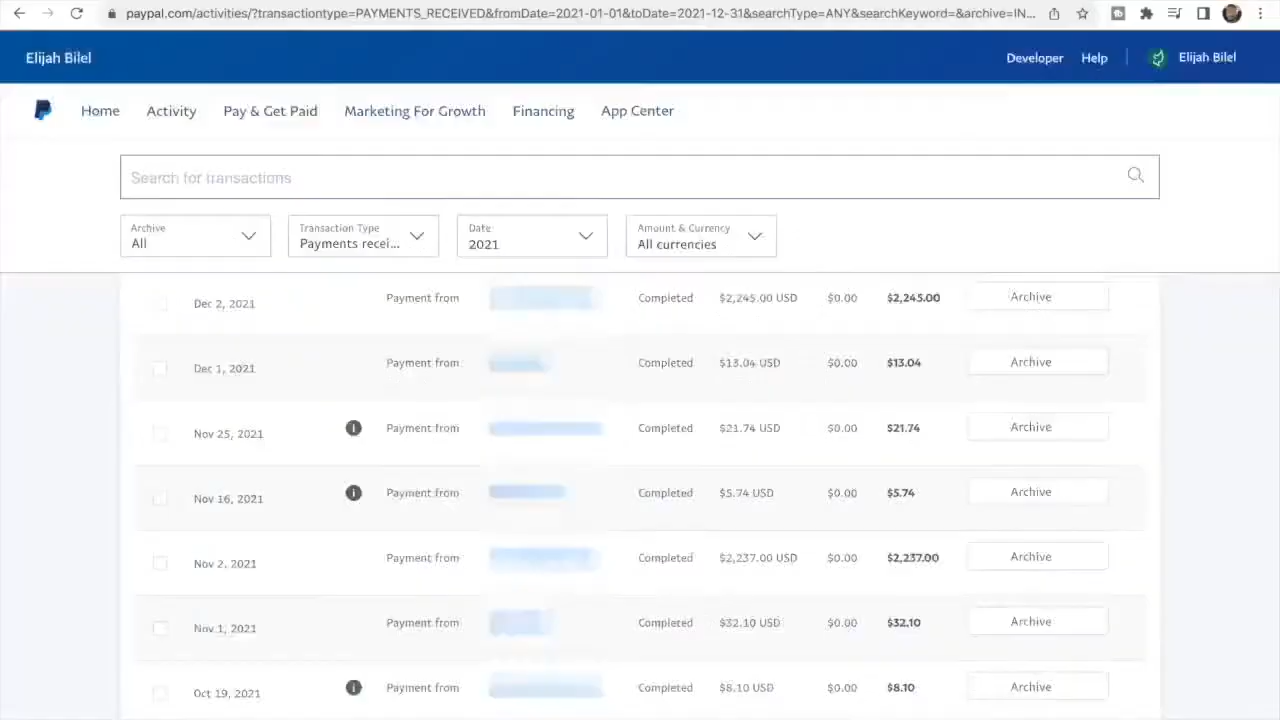 paypal.com/activities/?transactiontype=PAYMENTS_RECEIVED&fromDate=2021-01-01&toDate=2021-12-31&searchType=ANY&searchKeyword=&archive=IN...
Elijah Bilel Developer Help Elijah Bilel
Home Activity Pay & Get Paid Marketing For Growth Financing App Center
Search for transactions
Archive Transaction Type Date Amount & Currency
All Payments recei... 2021 All currencies
Dec 2, 2021 Payment from Completed $2,245.00 USD $0.00 $2,245.00 Archive
Dec 1, 2021 Payment from Completed $13.04 USD $0.00 $13.04 Archive
Nov 25, 2021 Payment from Completed $21.74 USD $0.00 $21.74 Archive
Nov 16, 2021 Payment from Completed $5.74 USD $0.00 $5.74 Archive
Nov 2, 2021 Payment from Completed $2,237.00 USD $0.00 $2,237.00 Archive
Nov 1, 2021 Payment from Completed $32.10 USD $0.00 $32.10 Archive
Oct 19, 2021 Payment from Completed $8.10 USD $0.00 $8.10 Archive